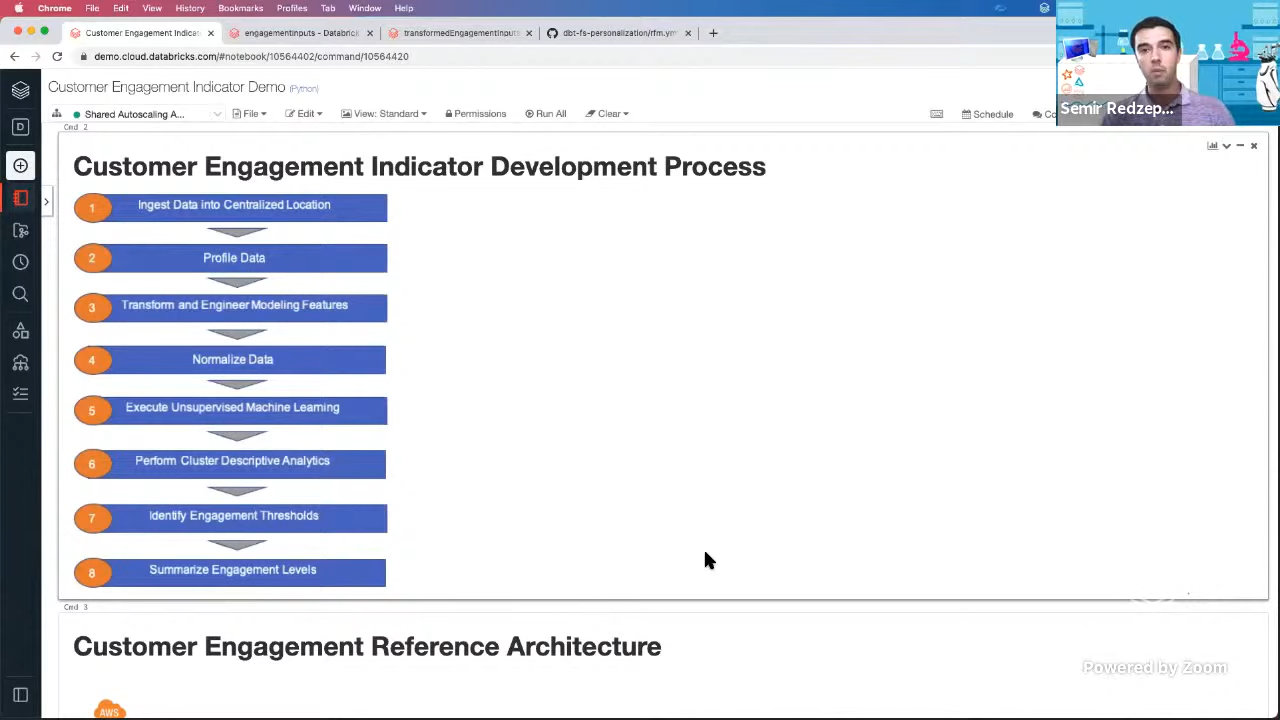 Chrome File Edit View History Bookmarks Profiles Tab Window Help
Customer Engagement Indicator engagementInputs - Databricks transformedEngagementInputs dbt-fs-personalization/rfm.ym
demo.cloud.databricks.com/#notebook/10564402/command/10564420
Customer Engagement Indicator Demo (Python)
Shared Autoscaling A... File Edit View: Standard Permissions Run All Clear Schedule Co
Semir Redzep...
D
Cmd 2
Customer Engagement Indicator Development Process
1 Ingest Data into Centralized Location
2 Profile Data
3 Transform and Engineer Modeling Features
4 Normalize Data
5 Execute Unsupervised Machine Learning
6 Perform Cluster Descriptive Analytics
7 Identify Engagement Thresholds
8 Summarize Engagement Levels
Cmd 3
Customer Engagement Reference Architecture
Powered by Zoom
AWS